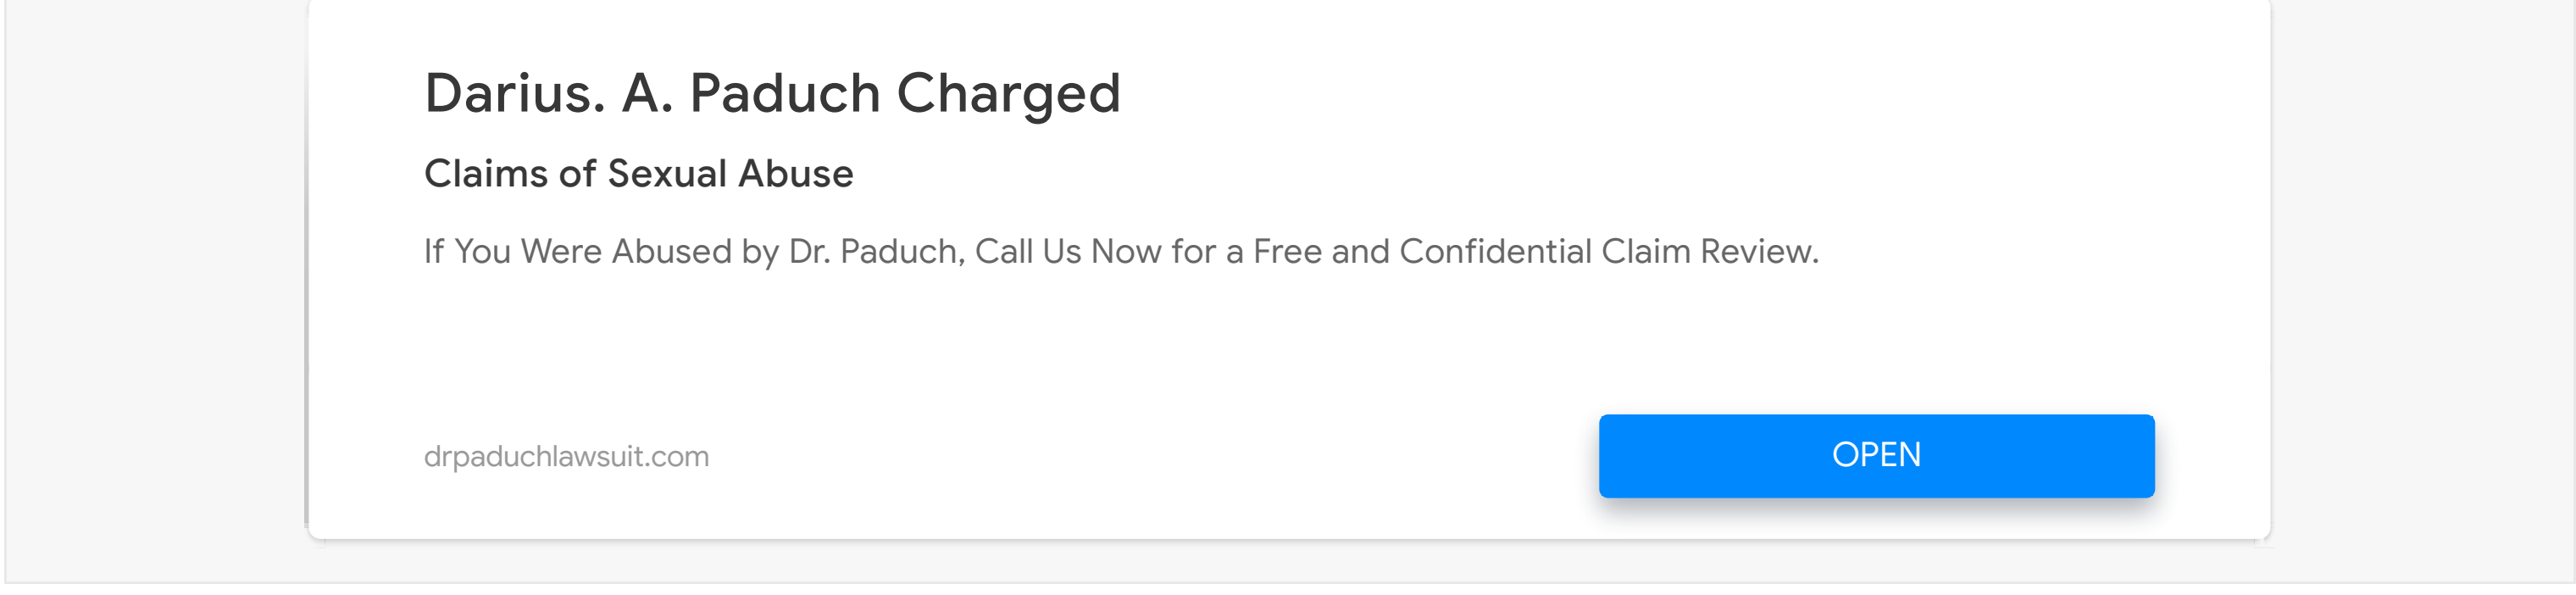 Darius. A. Paduch Charged
Claims of Sexual Abuse
If You Were Abused by Dr. Paduch, Call Us Now for a Free and Confidential Claim Review.
drpaduchlawsuit.com
OPEN